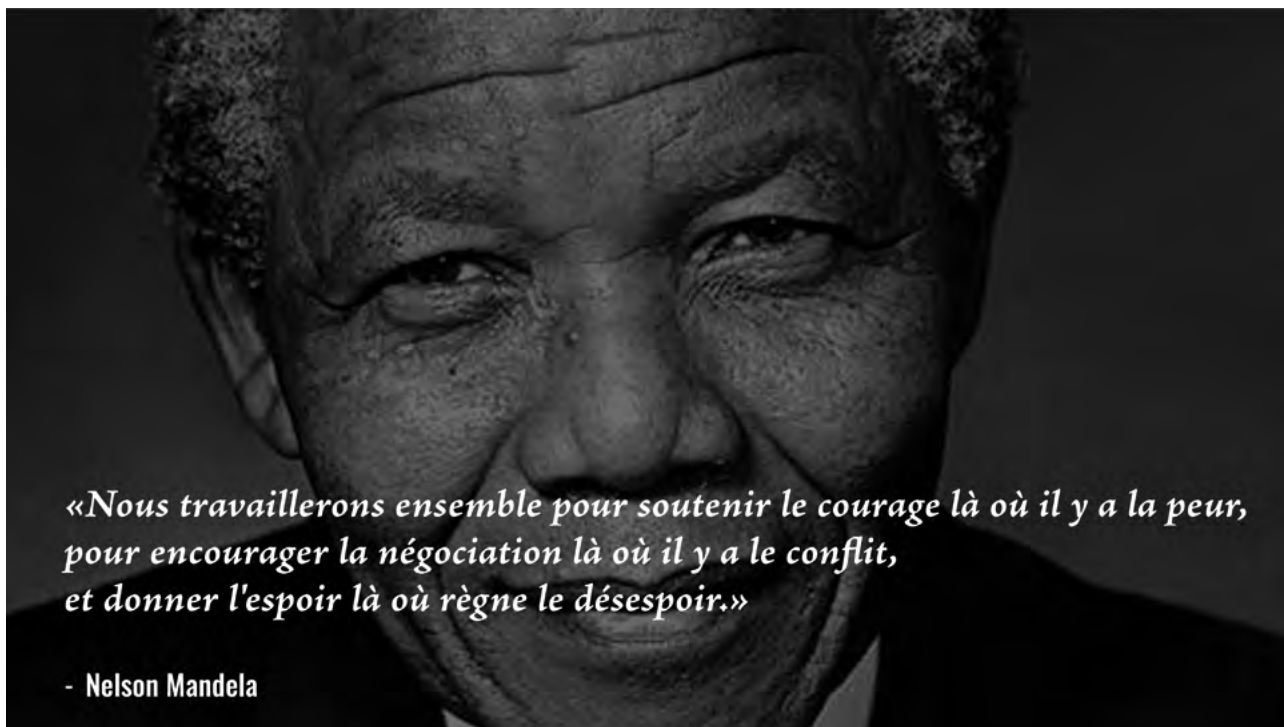 «Nous travaillerons ensemble pour soutenir le courage là où il y a la peur,
pour encourager la négociation là où il y a le conflit,
et donner l'espoir là où règne le désespoir.»
- Nelson Mandela